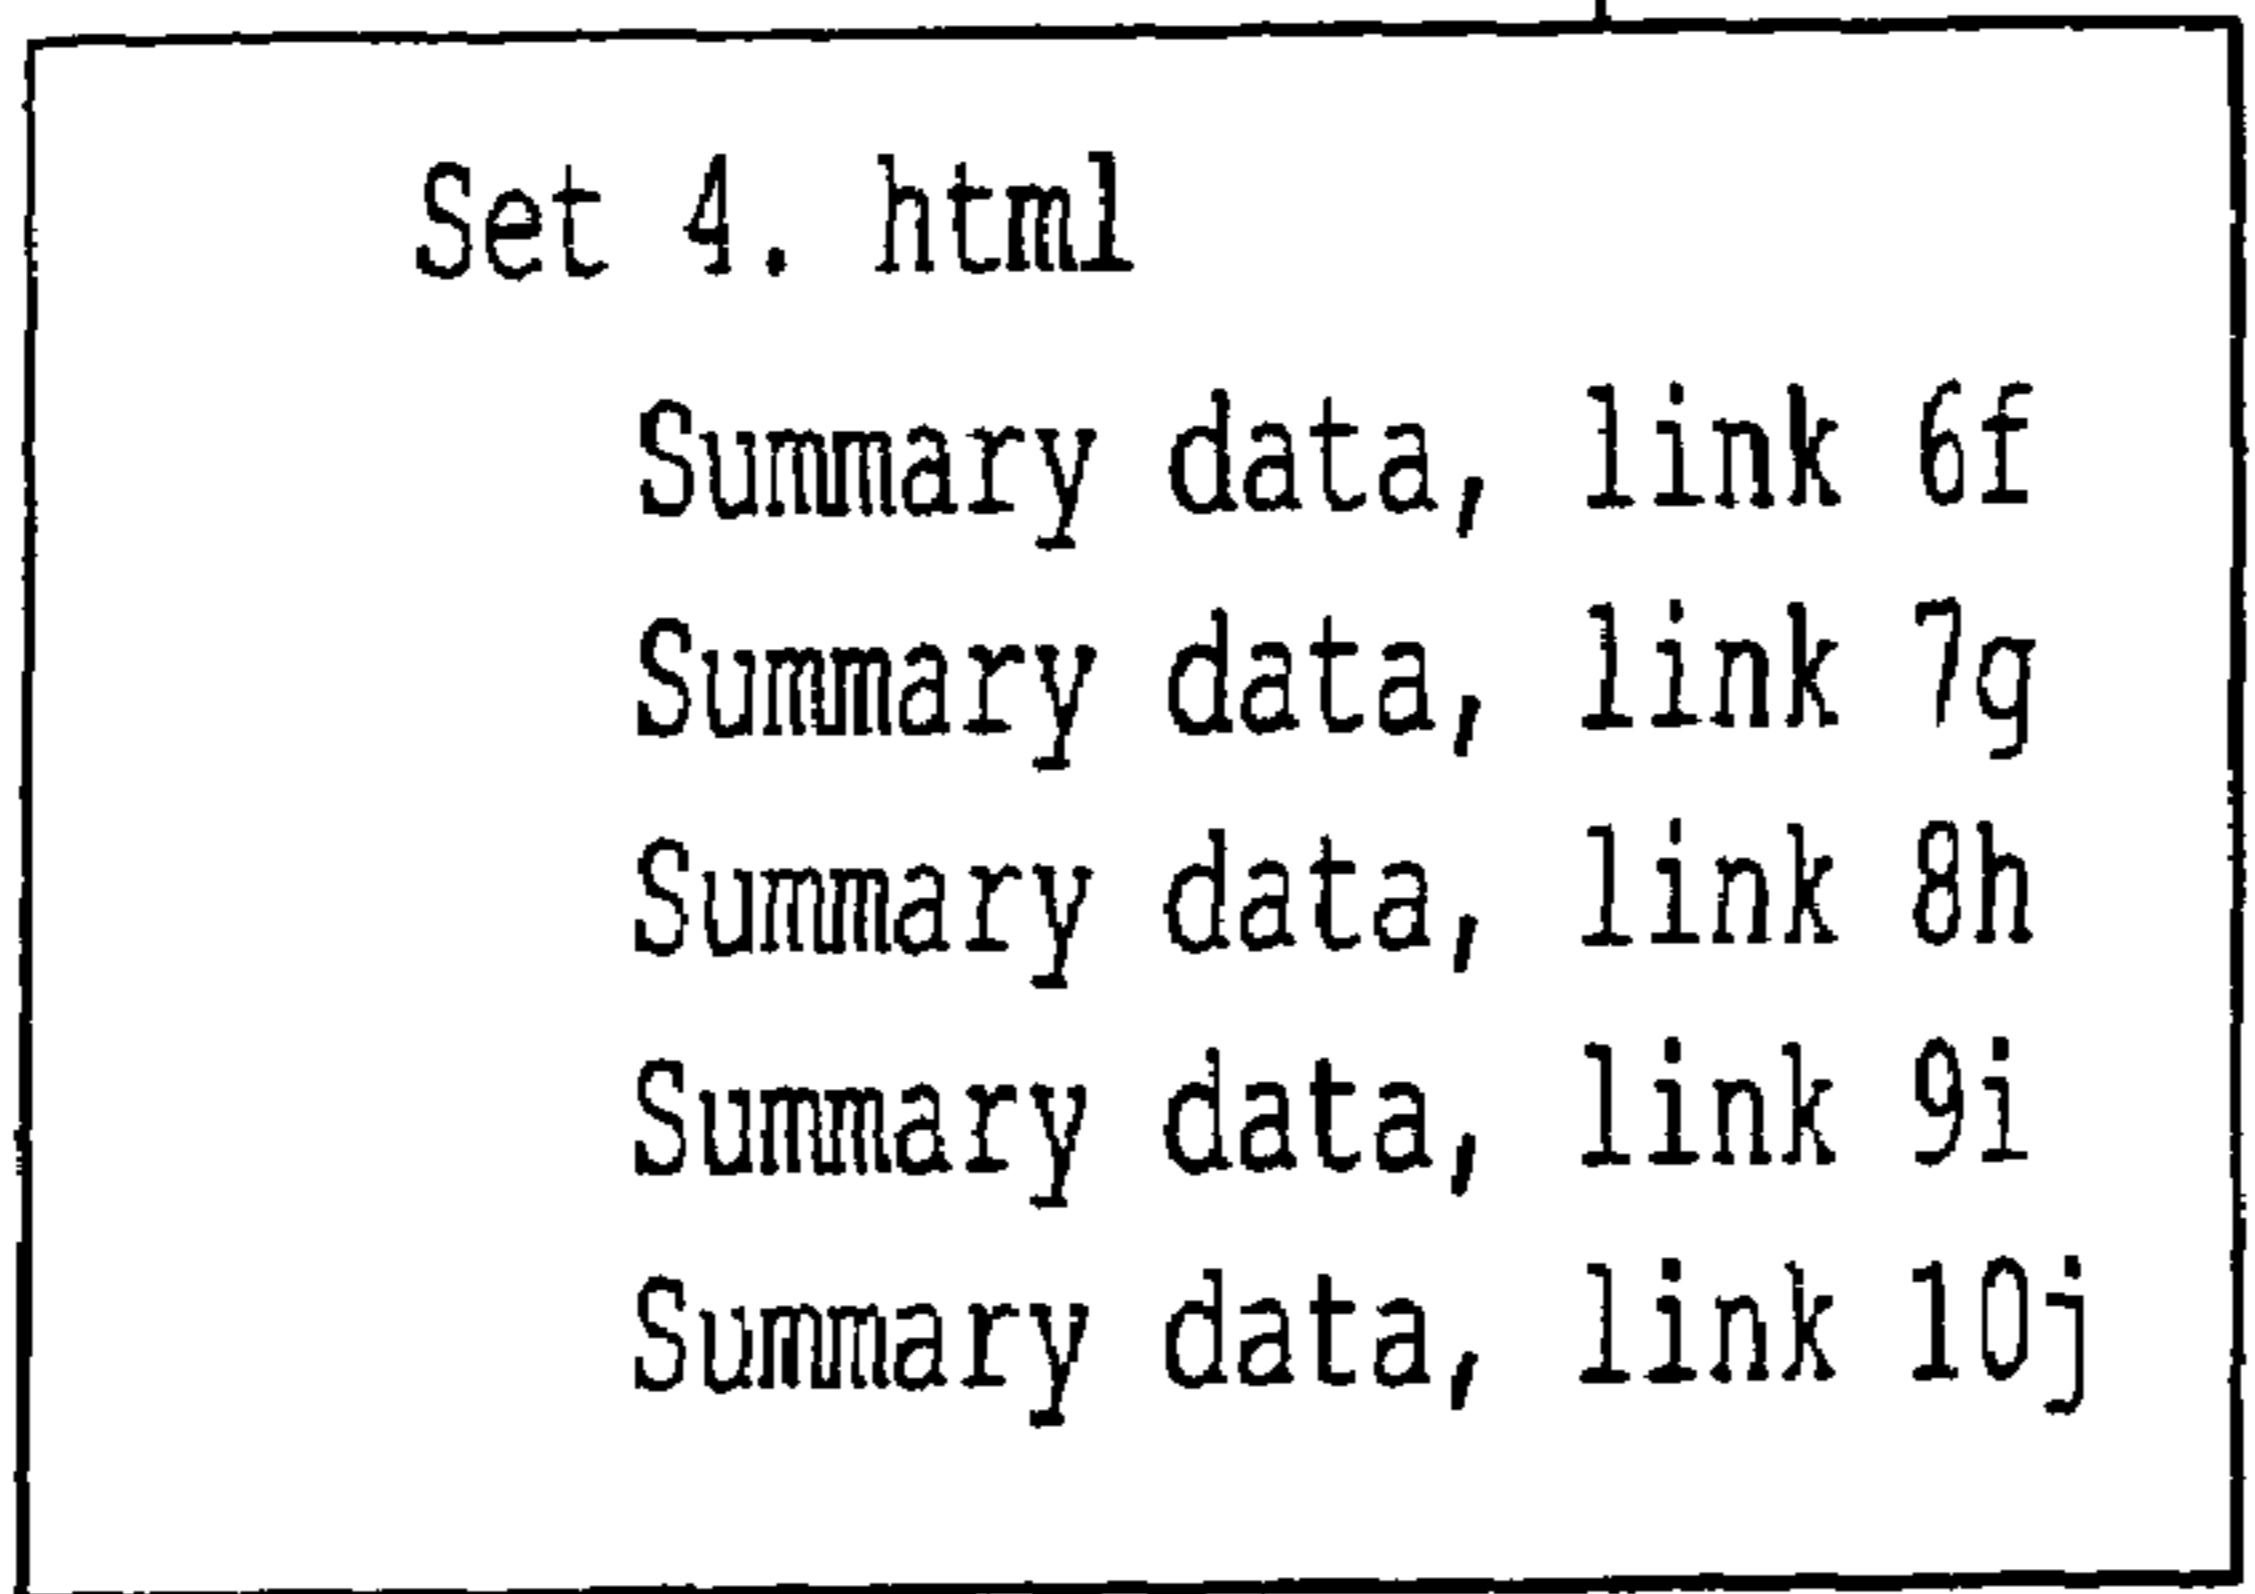 Set 4. html
Summary data, link 6f
Summary data, link 7g
Summary data, link 8h
Summary data, link 9i
Summary data, link 10j